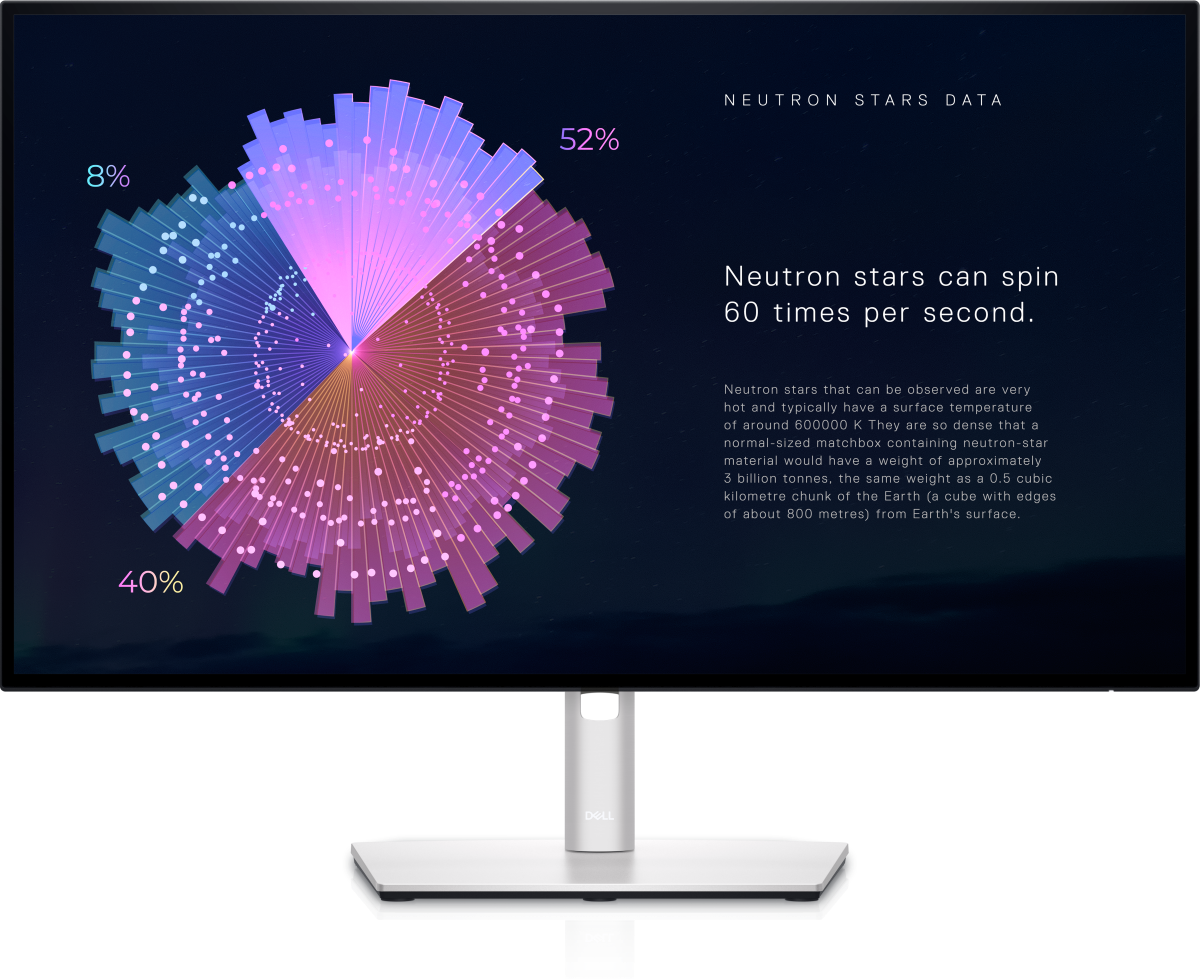 NEUTRON STARS DATA
52%
8%
Neutron stars can spin
60 times per second.
Neutron stars that can be observed are very
hot and typically have a surface temperature
of around 600000 K They are so dense that a
normal-sized matchbox containing neutron-star
material would have a weight of approximately
3 billion tonnes, the same weight as a 0.5 cubic
kilometre chunk of the Earth (a cube with edges
of about 800 metres) from Earth's surface.
40%
DELL